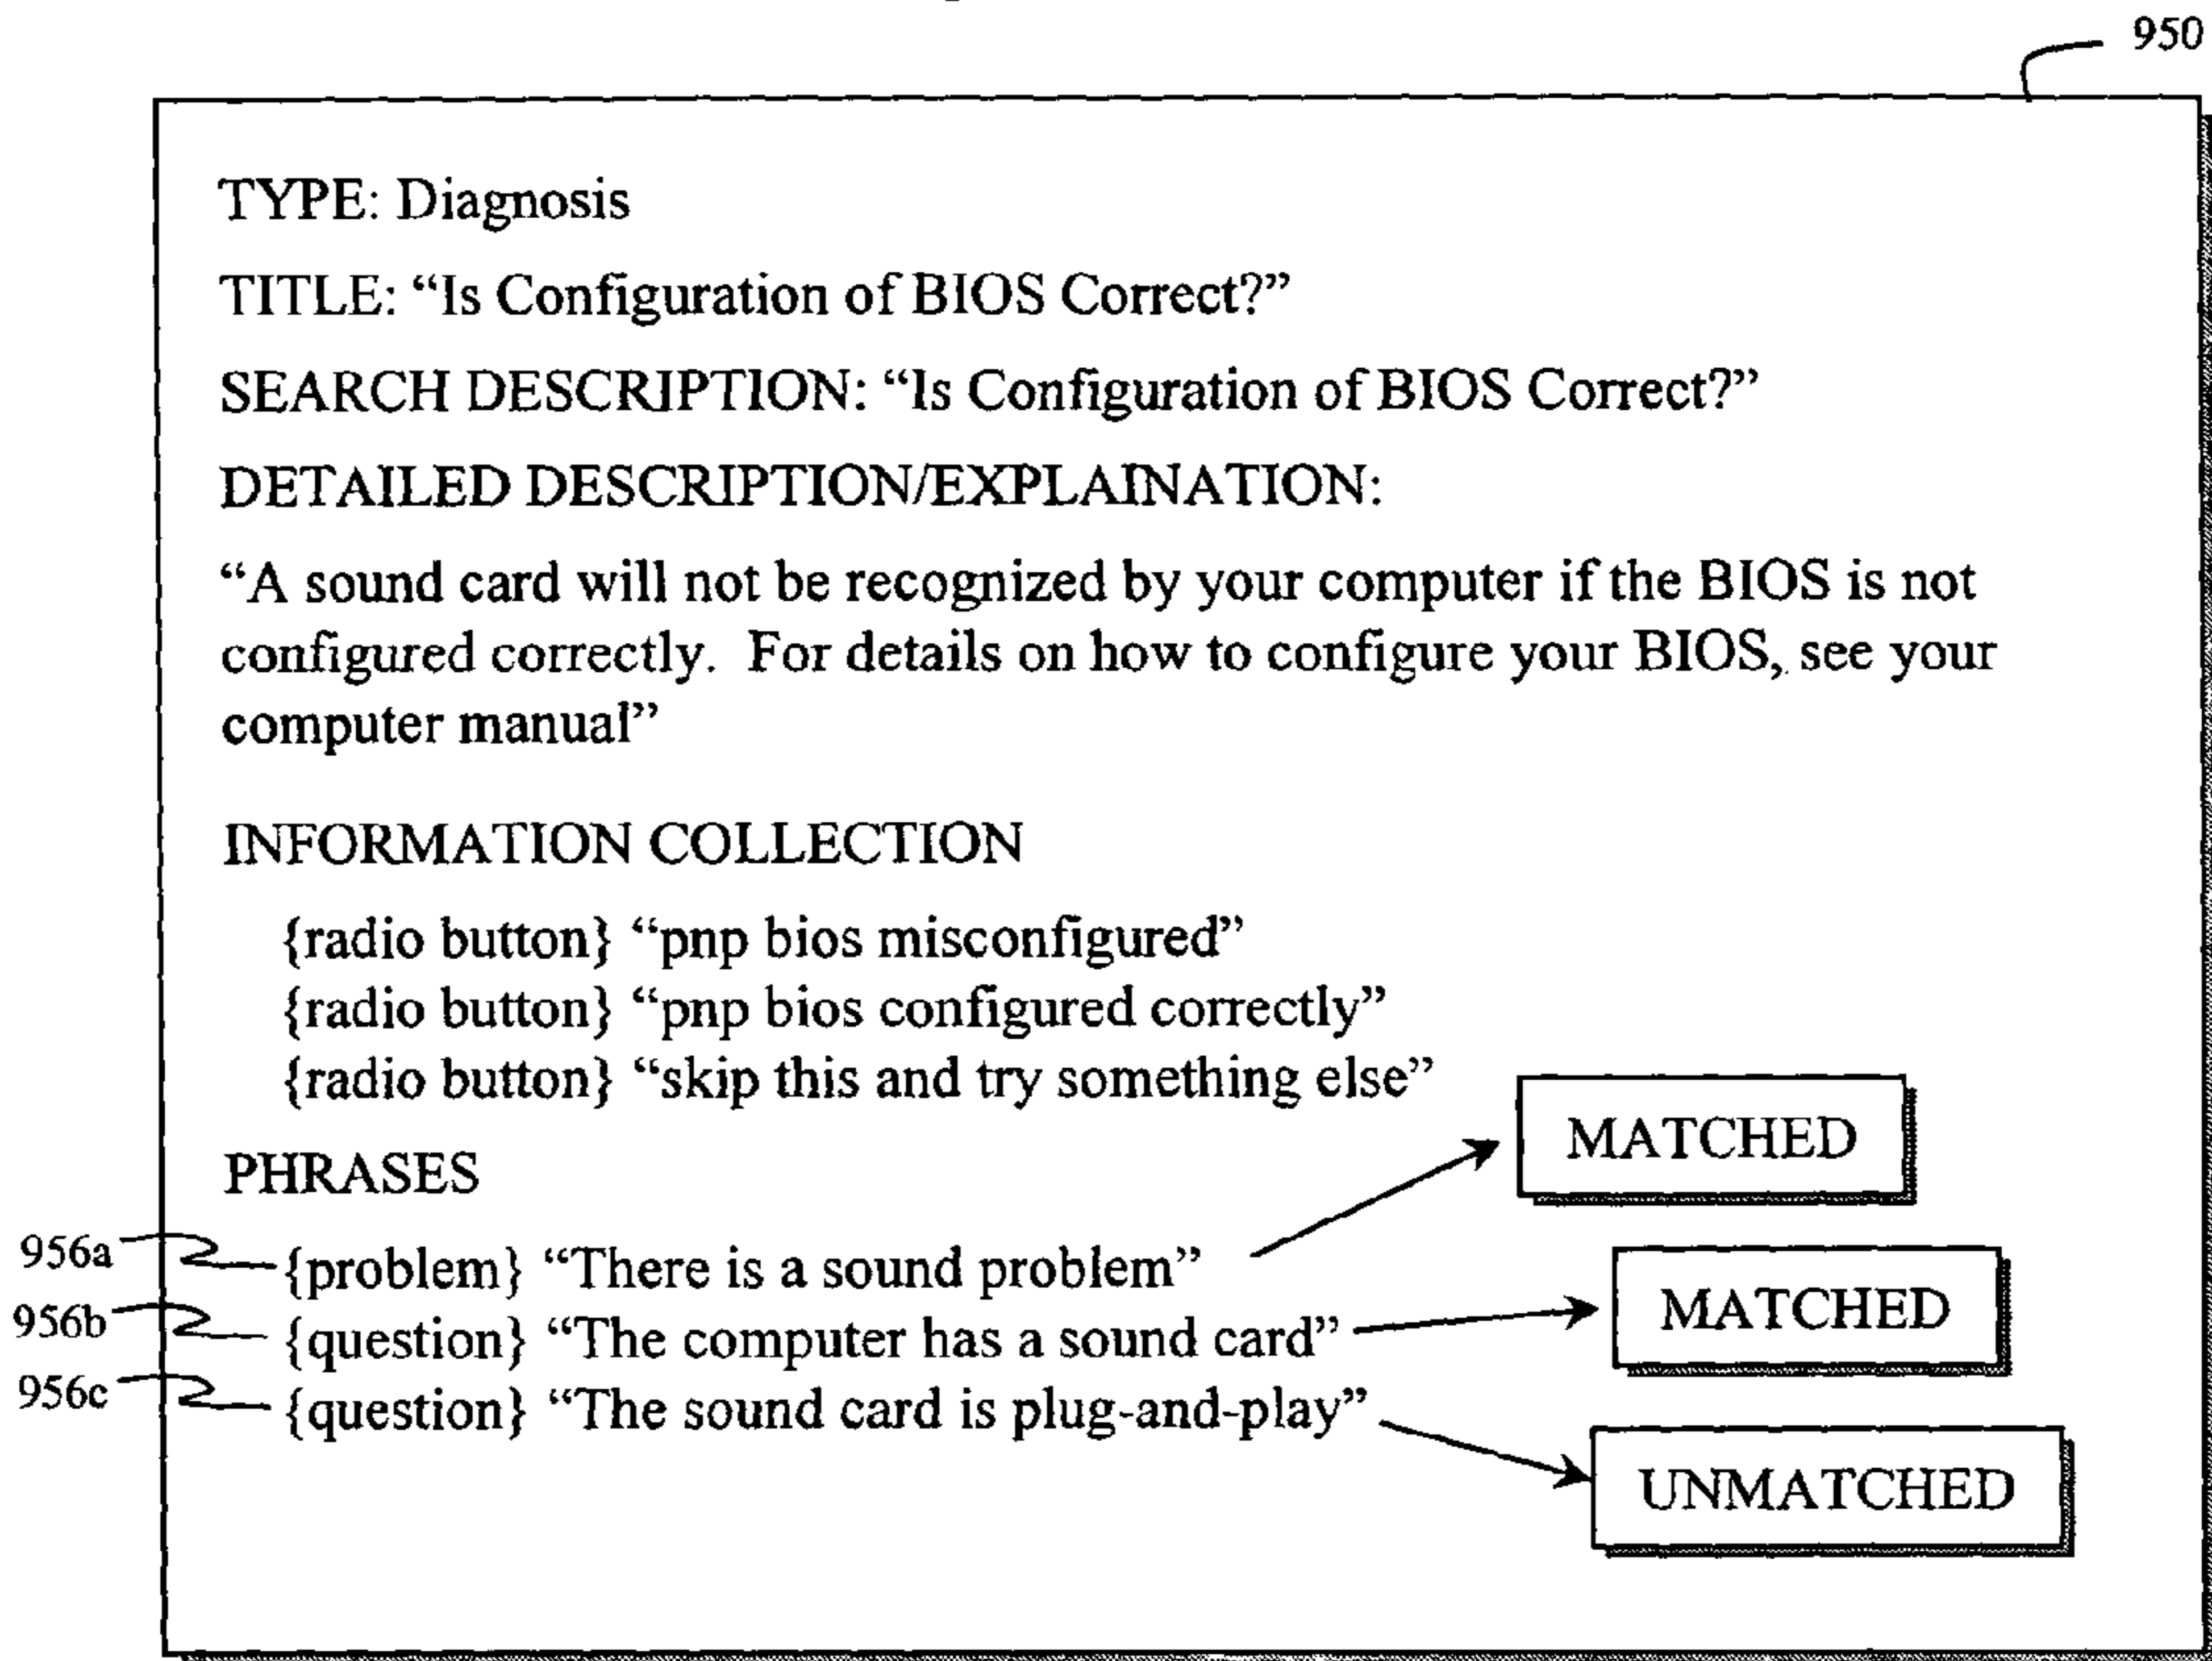 950
TYPE: Diagnosis
TITLE: “Is Configuration of BIOS Correct?”
SEARCH DESCRIPTION: “Is Configuration of BIOS Correct?”
DETAILED DESCRIPTION/EXPLAINATION:
“A sound card will not be recognized by your computer if the BIOS is not
configured correctly. For details on how to configure your BIOS, see your
computer manual”
INFORMATION COLLECTION
{radio button} “pnp bios misconfigured”
{radio button} “pnp bios configured correctly”
{radio button} “skip this and try something else”
MATCHED
PHRASES
956a {problem} “There is a sound problem”
MATCHED
956b {question} “The computer has a sound card”
956c {question} “The sound card is plug-and-play”
UNMATCHED